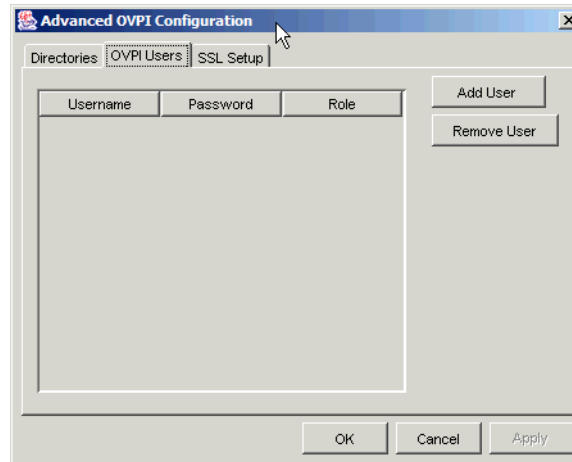 Advanced OVPI Configuration
Directories OVPI Users SSL Setup
Username Password Role
Add User
Remove User
OK Cancel Apply